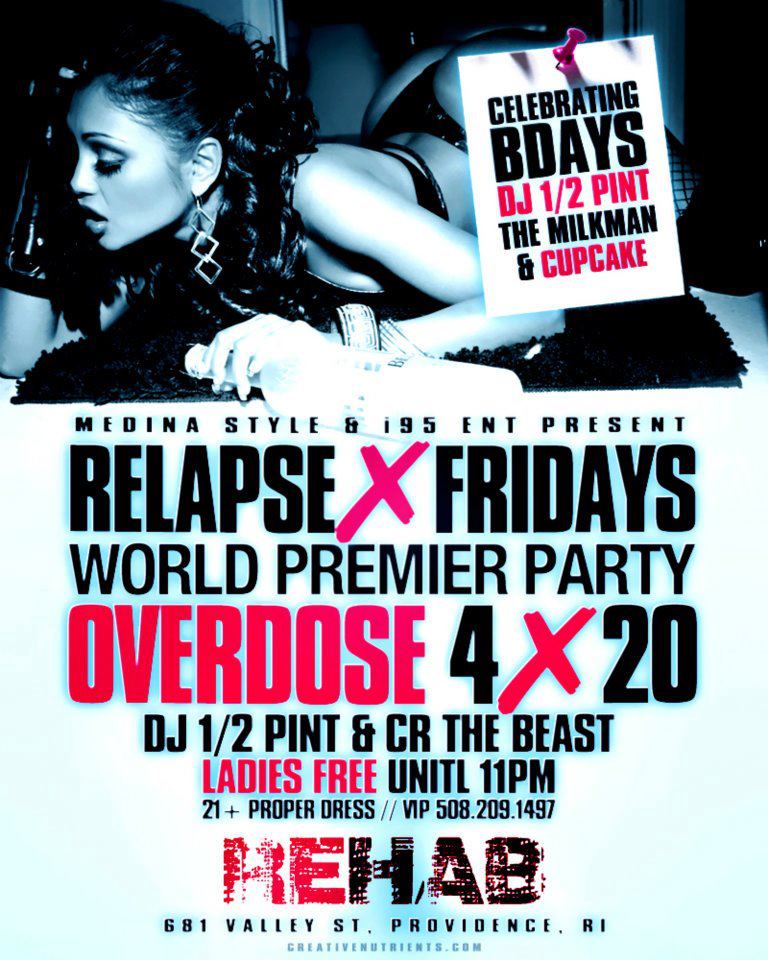 CELEBRATING
BDAYS
DJ 1/2 PINT
THE MILKMAN
& CUPCAKE
MEDINA STYLE & i95 ENT PRESENT
RELAPSE X FRIDAYS
WORLD PREMIER PARTY
OVERDOSE 4 X 20
DJ 1/2 PINT & CR THE BEAST
LADIES FREE UNITL 11PM
21+ PROPER DRESS // VIP 508.209.1497
REHAB
681 VALLEY ST, PROVIDENCE, RI
CREATIVENUTRIENTS.COM